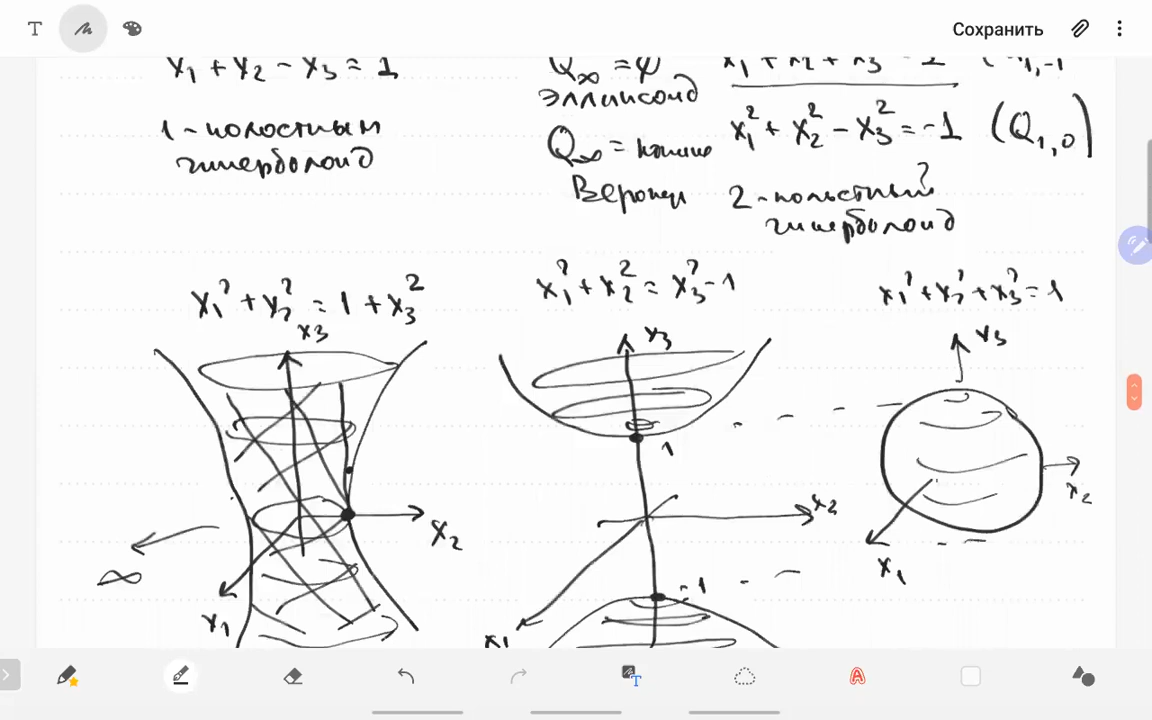 Сохранить
x₁ + x₂ - x₃ = 1
1-полостный
гиперболоид
Q∞ = φ
эллипсоид
Q∞ = конике
Веронезе
x₁² + x₂² - x₃² = -1 (Q₁,₀)
2-полостный
гиперболоид
x₁² + x₂² = 1 + x₃²
x₁² + x₂² = x₃² - 1
x₁² + x₂² + x₃² = 1
x₃
x₂
x₁
∞
x₃
1
x₂
-1
x₁
x₃
x₂
x₁